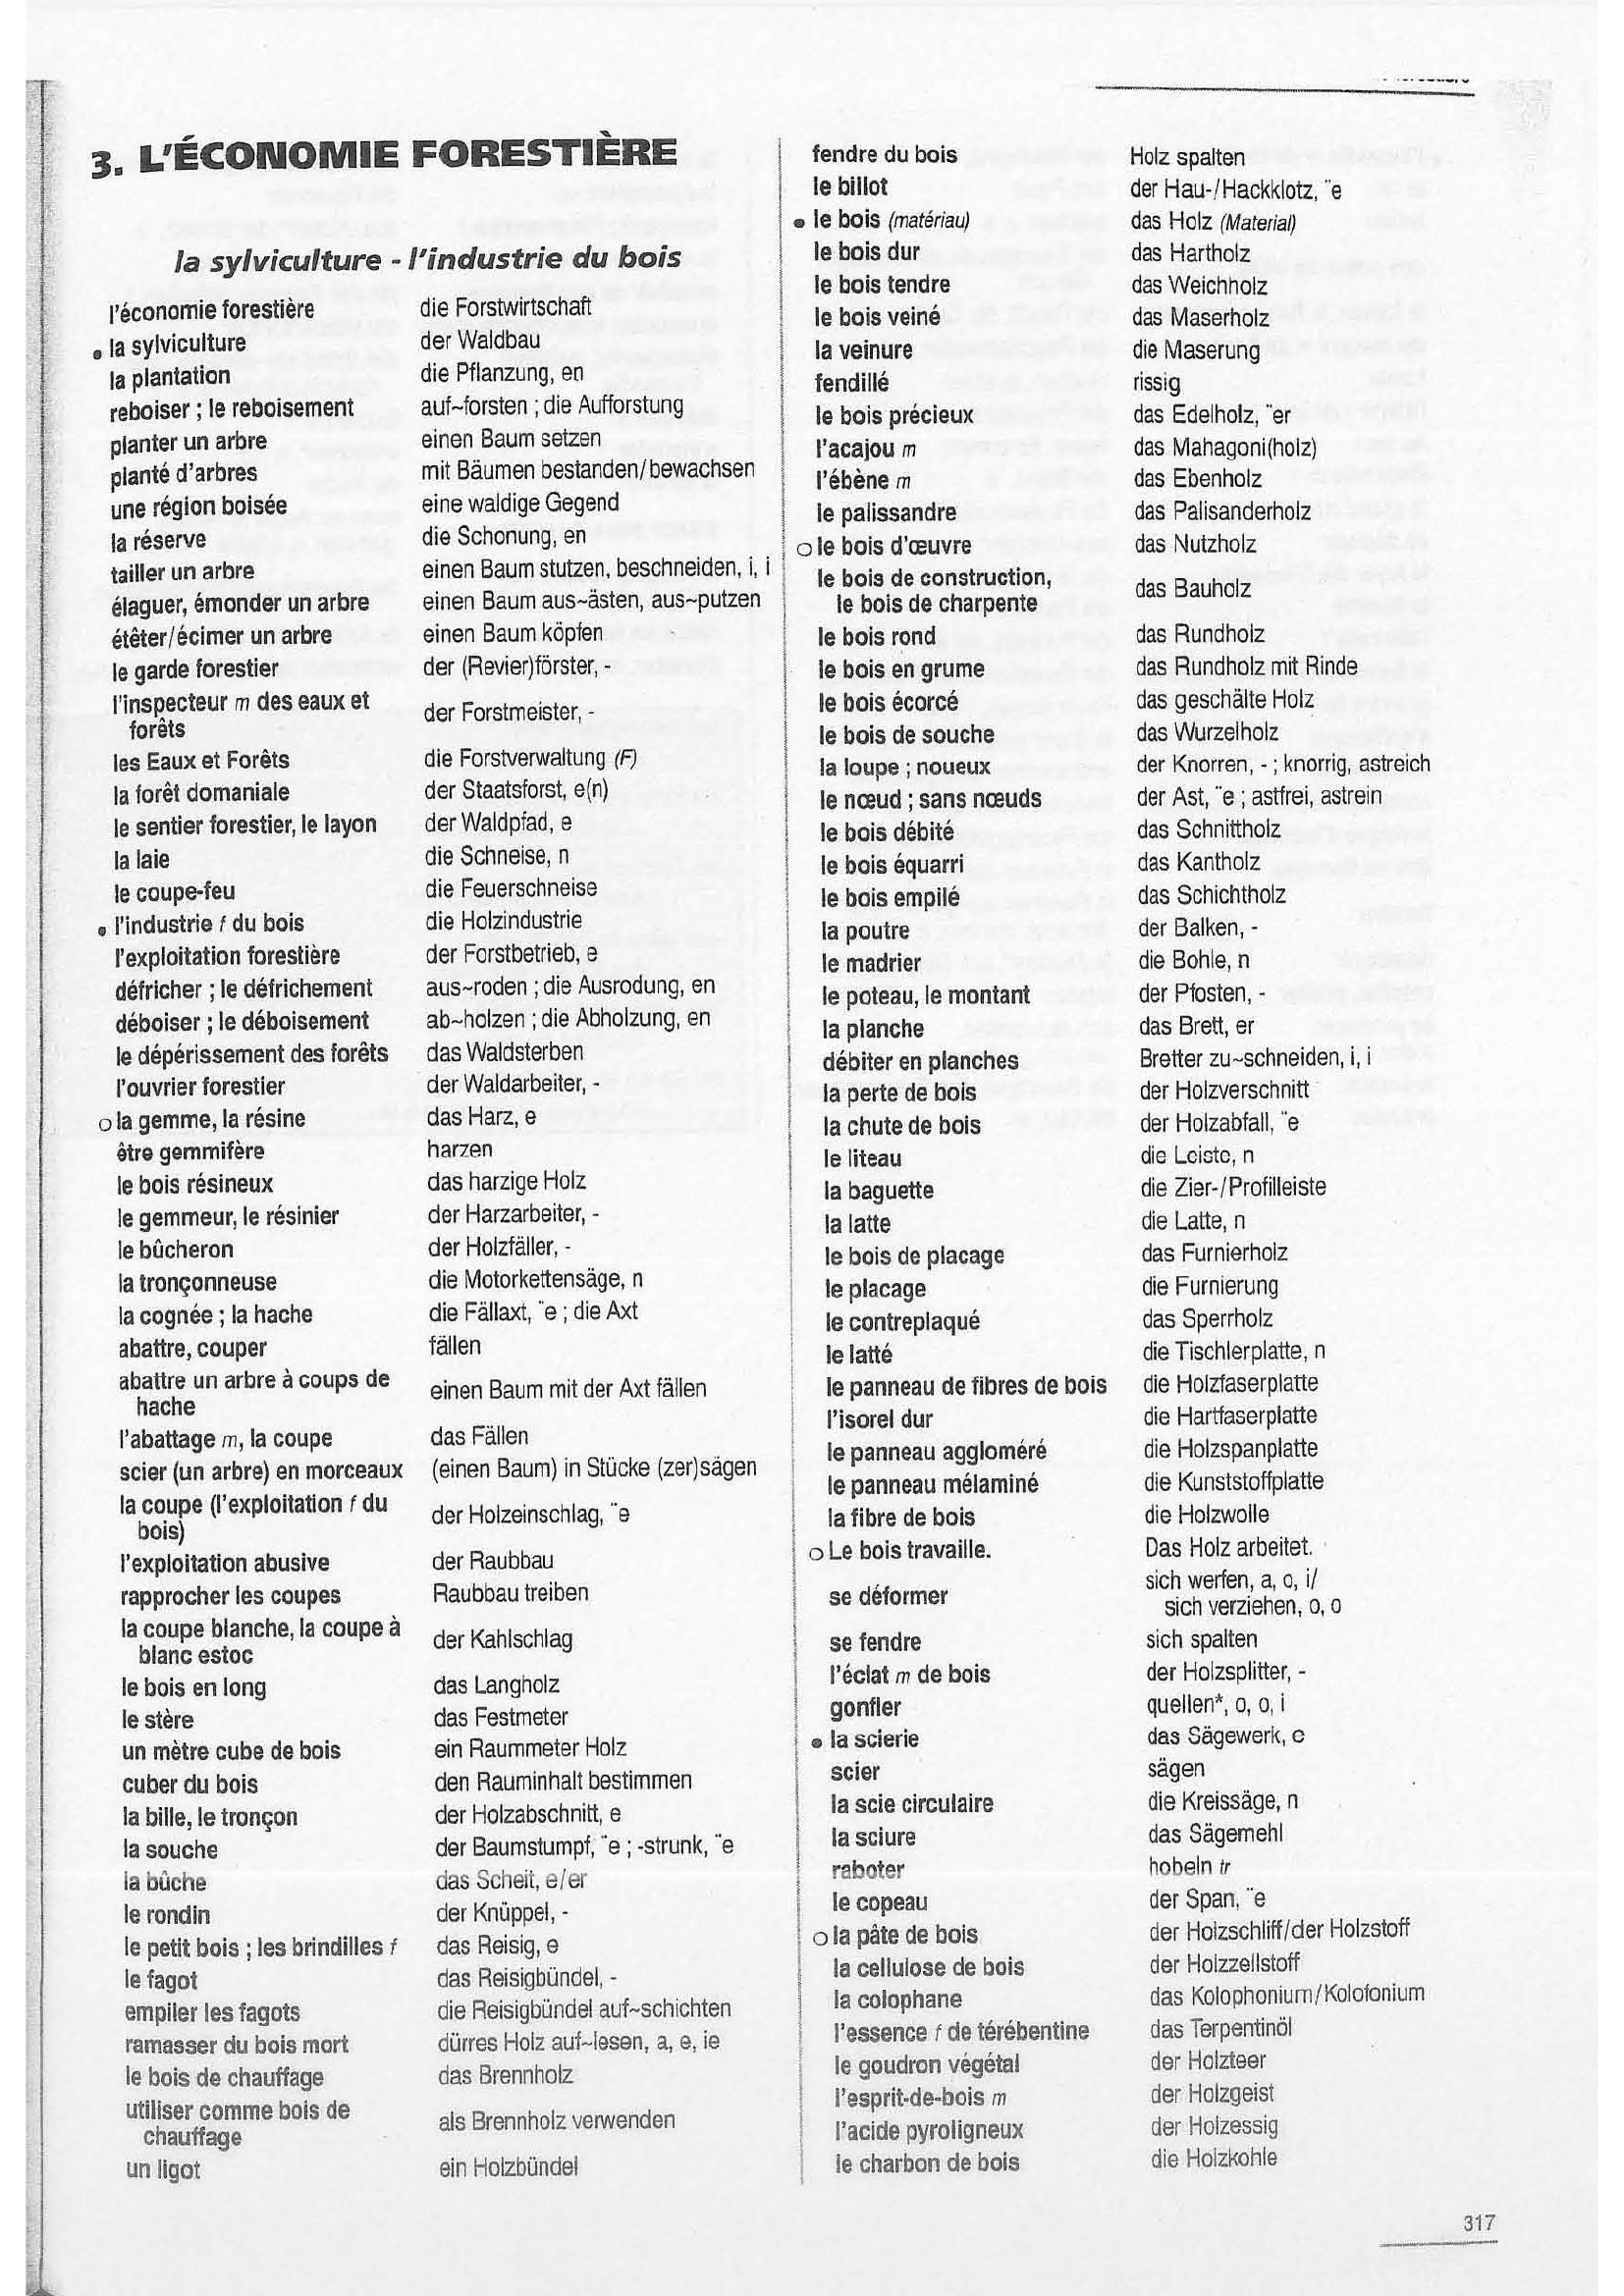 3. L'ÉCONOMIE FORESTIÈRE
la sylviculture - l'industrie du bois
l'économie forestière die Forstwirtschaft
• la sylviculture der Waldbau
la plantation die Pflanzung, en
reboiser ; le reboisement auf~forsten ; die Aufforstung
planter un arbre einen Baum setzen
planté d'arbres mit Bäumen bestanden/bewachsen
une région boisée eine waldige Gegend
la réserve die Schonung, en
tailler un arbre einen Baum stutzen, beschneiden, i, i
élaguer, émonder un arbre einen Baum aus~ästen, aus~putzen
étêter/écimer un arbre einen Baum köpfen
le garde forestier der (Revier)förster, -
l'inspecteur m des eaux et
forêts der Forstmeister, -
les Eaux et Forêts die Forstverwaltung (F)
la forêt domaniale der Staatsforst, e(n)
le sentier forestier, le layon der Waldpfad, e
la laie die Schneise, n
le coupe-feu die Feuerschneise
• l'industrie f du bois die Holzindustrie
l'exploitation forestière der Forstbetrieb, e
défricher ; le défrichement aus~roden ; die Ausrodung, en
déboiser ; le déboisement ab~holzen ; die Abholzung, en
le dépérissement des forêts das Waldsterben
l'ouvrier forestier der Waldarbeiter, -
o la gemme, la résine das Harz, e
être gemmifère harzen
le bois résineux das harzige Holz
le gemmeur, le résinier der Harzarbeiter, -
le bûcheron der Holzfäller, -
la tronçonneuse die Motorkettensäge, n
la cognée ; la hache die Fällaxt, ¨e ; die Axt
abattre, couper fällen
abattre un arbre à coups de
hache einen Baum mit der Axt fällen
l'abattage m, la coupe das Fällen
scier (un arbre) en morceaux (einen Baum) in Stücke (zer)sägen
la coupe (l'exploitation f du
bois) der Holzeinschlag, ¨e
l'exploitation abusive der Raubbau
rapprocher les coupes Raubbau treiben
la coupe blanche, la coupe à
blanc estoc der Kahlschlag
le bois en long das Langholz
le stère das Festmeter
un mètre cube de bois ein Raummeter Holz
cuber du bois den Rauminhalt bestimmen
la bille, le tronçon der Holzabschnitt, e
la souche der Baumstumpf, ¨e ; -strunk, ¨e
la bûche das Scheit, e/er
le rondin der Knüppel, -
le petit bois ; les brindilles f das Reisig, e
le fagot das Reisigbündel, -
empiler les fagots die Reisigbündel auf~schichten
ramasser du bois mort dürres Holz auf~lesen, a, e, ie
le bois de chauffage das Brennholz
utiliser comme bois de
chauffage als Brennholz verwenden
un ligot ein Holzbündel
fendre du bois Holz spalten
le billot der Hau-/Hackklotz, ¨e
• le bois (matériau) das Holz (Material)
le bois dur das Hartholz
le bois tendre das Weichholz
le bois veiné das Maserholz
la veinure die Maserung
fendillé rissig
le bois précieux das Edelholz, ¨er
l'acajou m das Mahagoni(holz)
l'ébène m das Ebenholz
le palissandre das Palisanderholz
o le bois d'œuvre das Nutzholz
le bois de construction,
le bois de charpente das Bauholz
le bois rond das Rundholz
le bois en grume das Rundholz mit Rinde
le bois écorcé das geschälte Holz
le bois de souche das Wurzelholz
la loupe ; noueux der Knorren, - ; knorrig, astreich
le nœud ; sans nœuds der Ast, ¨e ; astfrei, astrein
le bois débité das Schnittholz
le bois équarri das Kantholz
le bois empilé das Schichtholz
la poutre der Balken, -
le madrier die Bohle, n
le poteau, le montant der Pfosten, -
la planche das Brett, er
débiter en planches Bretter zu~schneiden, i, i
la perte de bois der Holzverschnitt
la chute de bois der Holzabfall, ¨e
le liteau die Leiste, n
la baguette die Zier-/Profilleiste
la latte die Latte, n
le bois de placage das Furnierholz
le placage die Furnierung
le contreplaqué das Sperrholz
le latté die Tischlerplatte, n
le panneau de fibres de bois die Holzfaserplatte
l'isorel dur die Hartfaserplatte
le panneau aggloméré die Holzspanplatte
le panneau mélaminé die Kunststoffplatte
la fibre de bois die Holzwolle
o Le bois travaille. Das Holz arbeitet.
se déformer sich werfen, a, o, i/
sich verziehen, o, o
se fendre sich spalten
l'éclat m de bois der Holzsplitter, -
gonfler quellen*, o, o, i
• la scierie das Sägewerk, e
scier sägen
la scie circulaire die Kreissäge, n
la sciure das Sägemehl
raboter hobeln tr
le copeau der Span, ¨e
o la pâte de bois der Holzschliff/der Holzstoff
la cellulose de bois der Holzzellstoff
la colophane das Kolophonium/Kolofonium
l'essence f de térébentine das Terpentinöl
le goudron végétal der Holzteer
l'esprit-de-bois m der Holzgeist
l'acide pyroligneux der Holzessig
le charbon de bois die Holzkohle
317